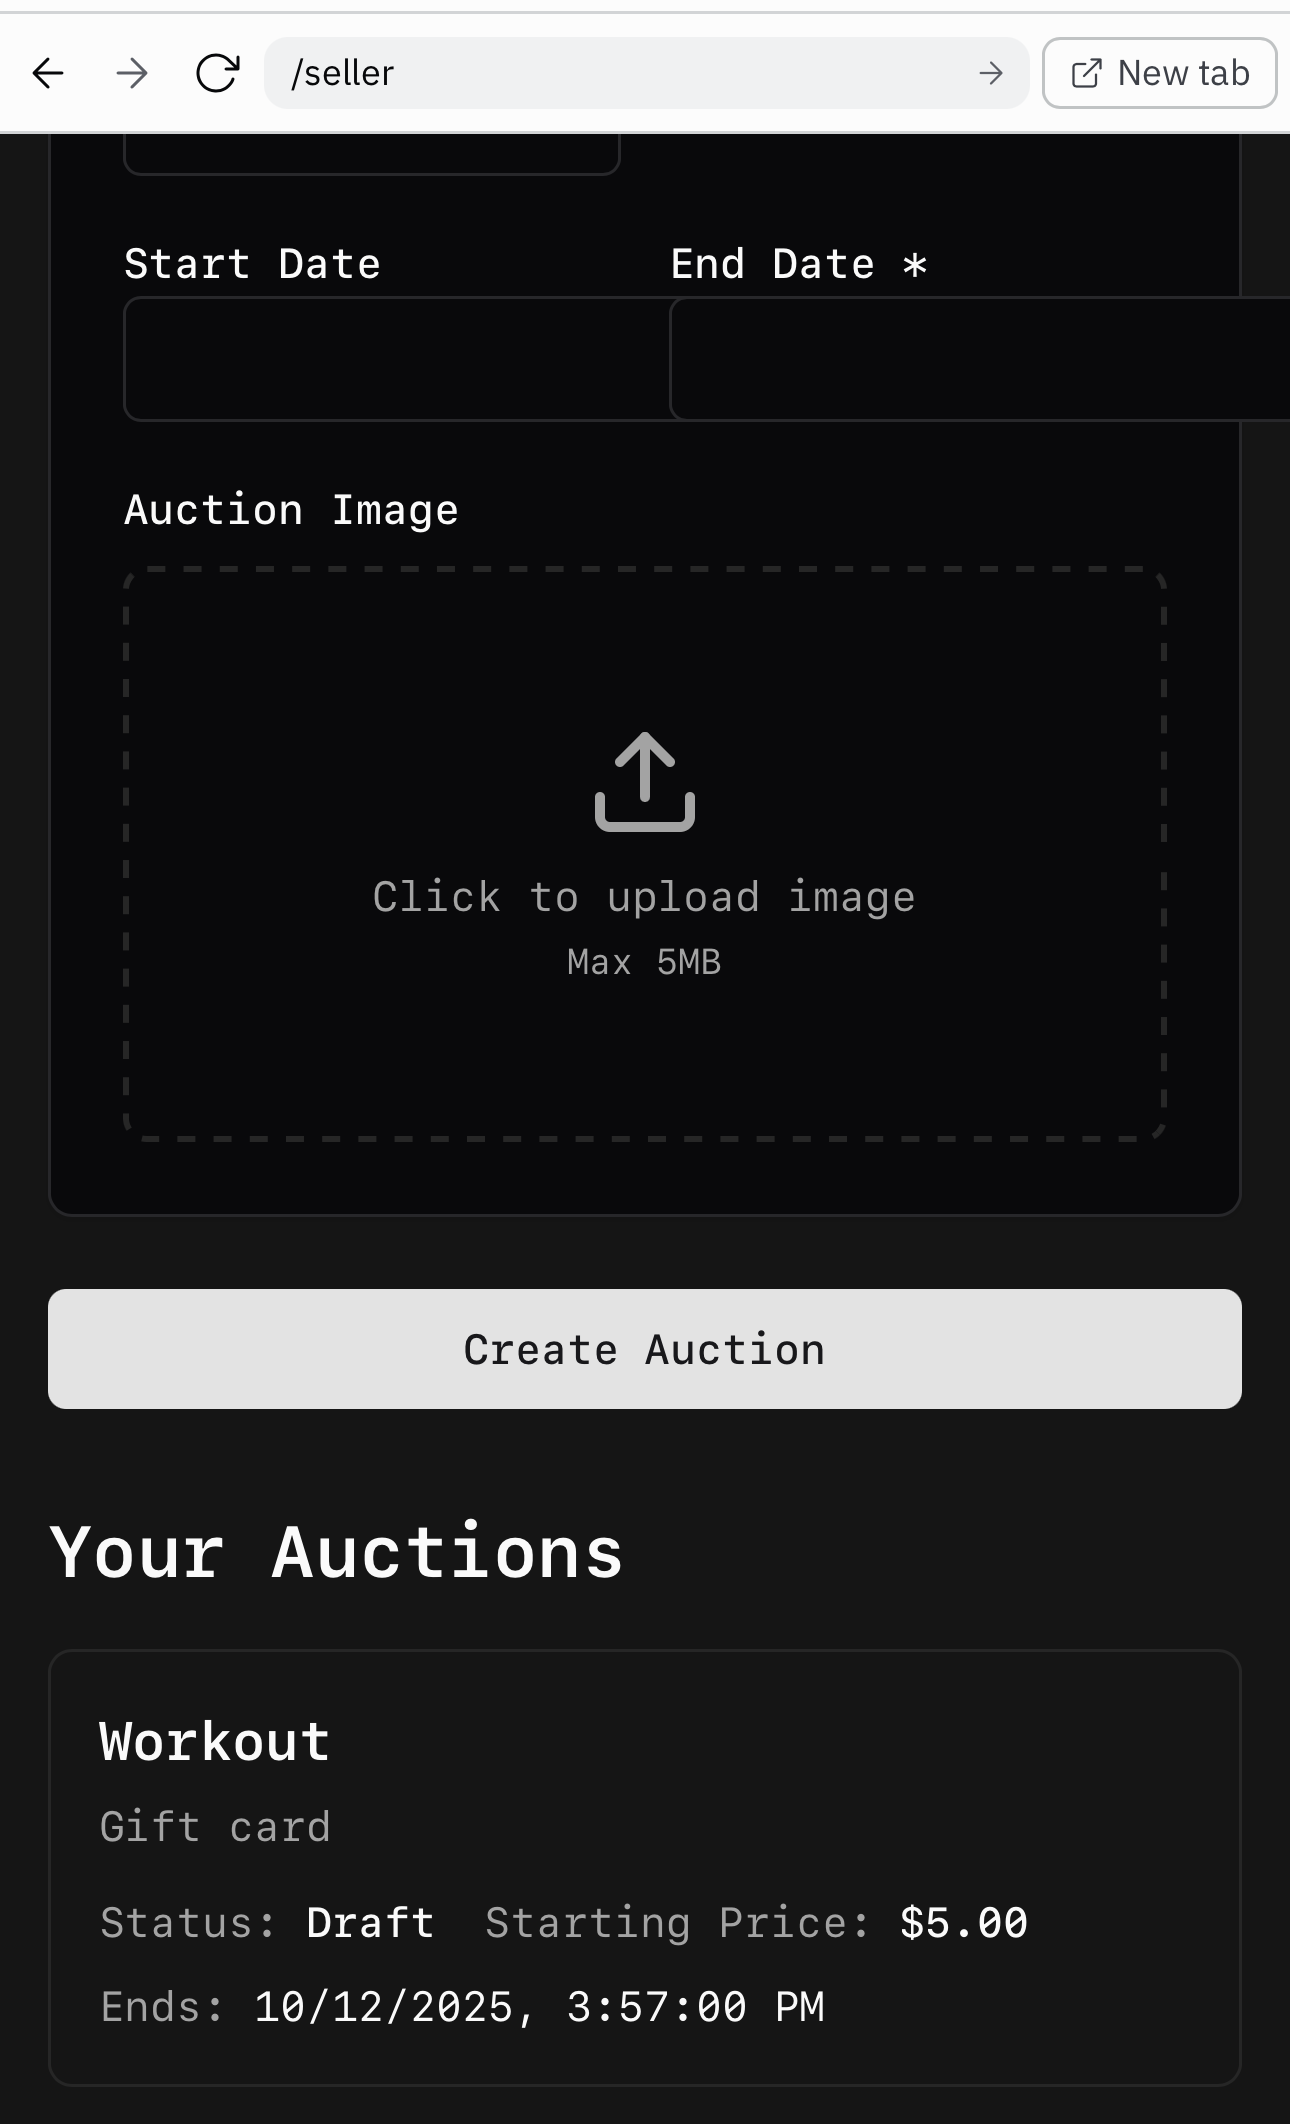 /seller
New tab
Start Date
End Date *
Auction Image
Click to upload image
Max 5MB
Create Auction
Your Auctions
Workout
Gift card
Status: Draft Starting Price: $5.00
Ends: 10/12/2025, 3:57:00 PM